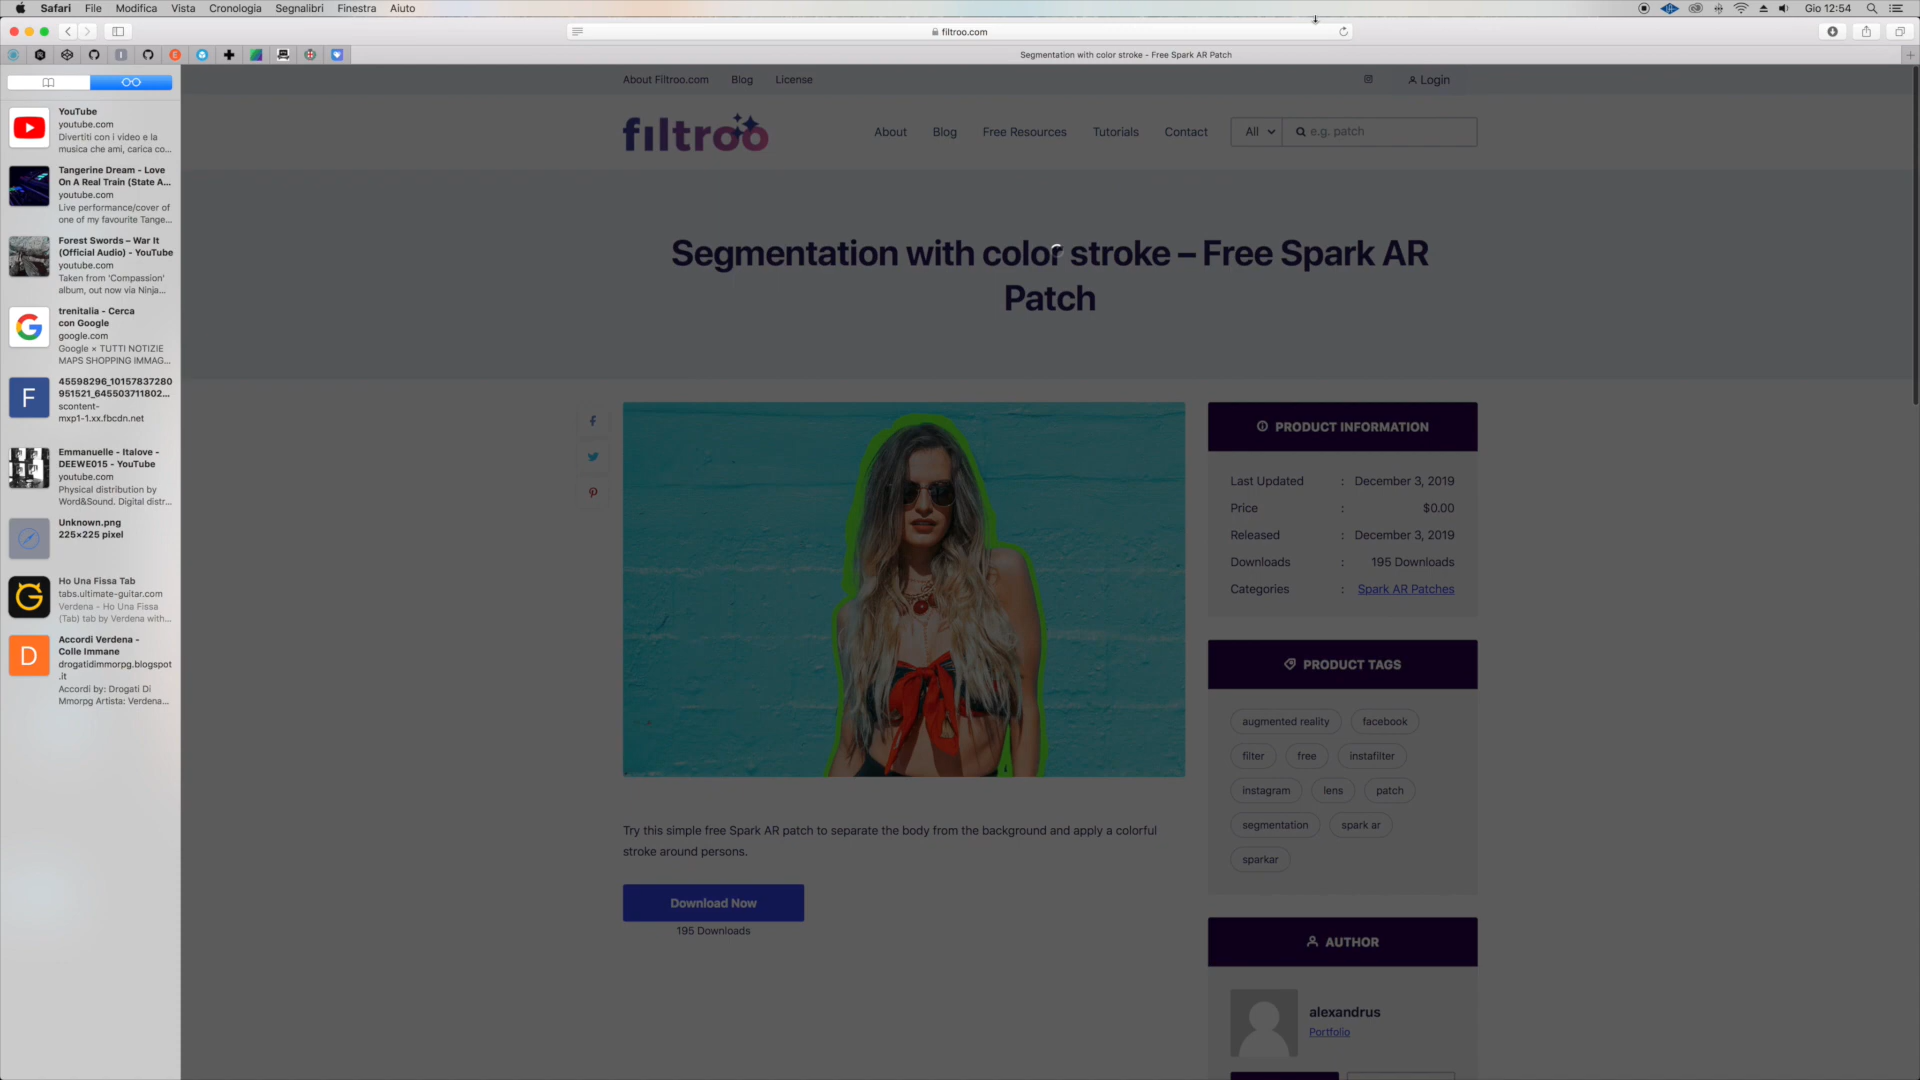 Safari File Modifica Vista Cronologia Segnalibri Finestra Aiuto
Gio 12:54
filtroo.com
Segmentation with color stroke - Free Spark AR Patch
YouTube
youtube.com
Divertiti con i video e la
musica che ami, carica co...
Tangerine Dream - Love
On A Real Train (State A...
youtube.com
Live performance/cover of
one of my favourite Tange...
Forest Swords – War It
(Official Audio) - YouTube
youtube.com
Taken from 'Compassion'
album, out now via Ninja...
trenitalia - Cerca
con Google
google.com
Google × TUTTI NOTIZIE
MAPS SHOPPING IMMAG...
F
45598296_10157837280
951521_645503711802...
scontent-
mxp1-1.xx.fbcdn.net
Emmanuelle - Italove -
DEEWE015 - YouTube
youtube.com
Physical distribution by
Word&Sound. Digital distr...
Unknown.png
225×225 pixel
Ho Una Fissa Tab
tabs.ultimate-guitar.com
Verdena - Ho Una Fissa
(Tab) tab by Verdena with...
D
Accordi Verdena -
Colle Immane
drogatidimmorpg.blogspot
.it
Accordi by: Drogati Di
Mmorpg Artista: Verdena...
About Filtroo.com Blog License
Login
filtroo
About Blog Free Resources Tutorials Contact
All
e.g. patch
Segmentation with color stroke – Free Spark AR
Patch
Try this simple free Spark AR patch to separate the body from the background and apply a colorful
stroke around persons.
Download Now
195 Downloads
PRODUCT INFORMATION
Last Updated : December 3, 2019
Price : $0.00
Released : December 3, 2019
Downloads : 195 Downloads
Categories : Spark AR Patches
PRODUCT TAGS
augmented reality facebook
filter free instafilter
instagram lens patch
segmentation spark ar
sparkar
AUTHOR
alexandrus
Portfolio